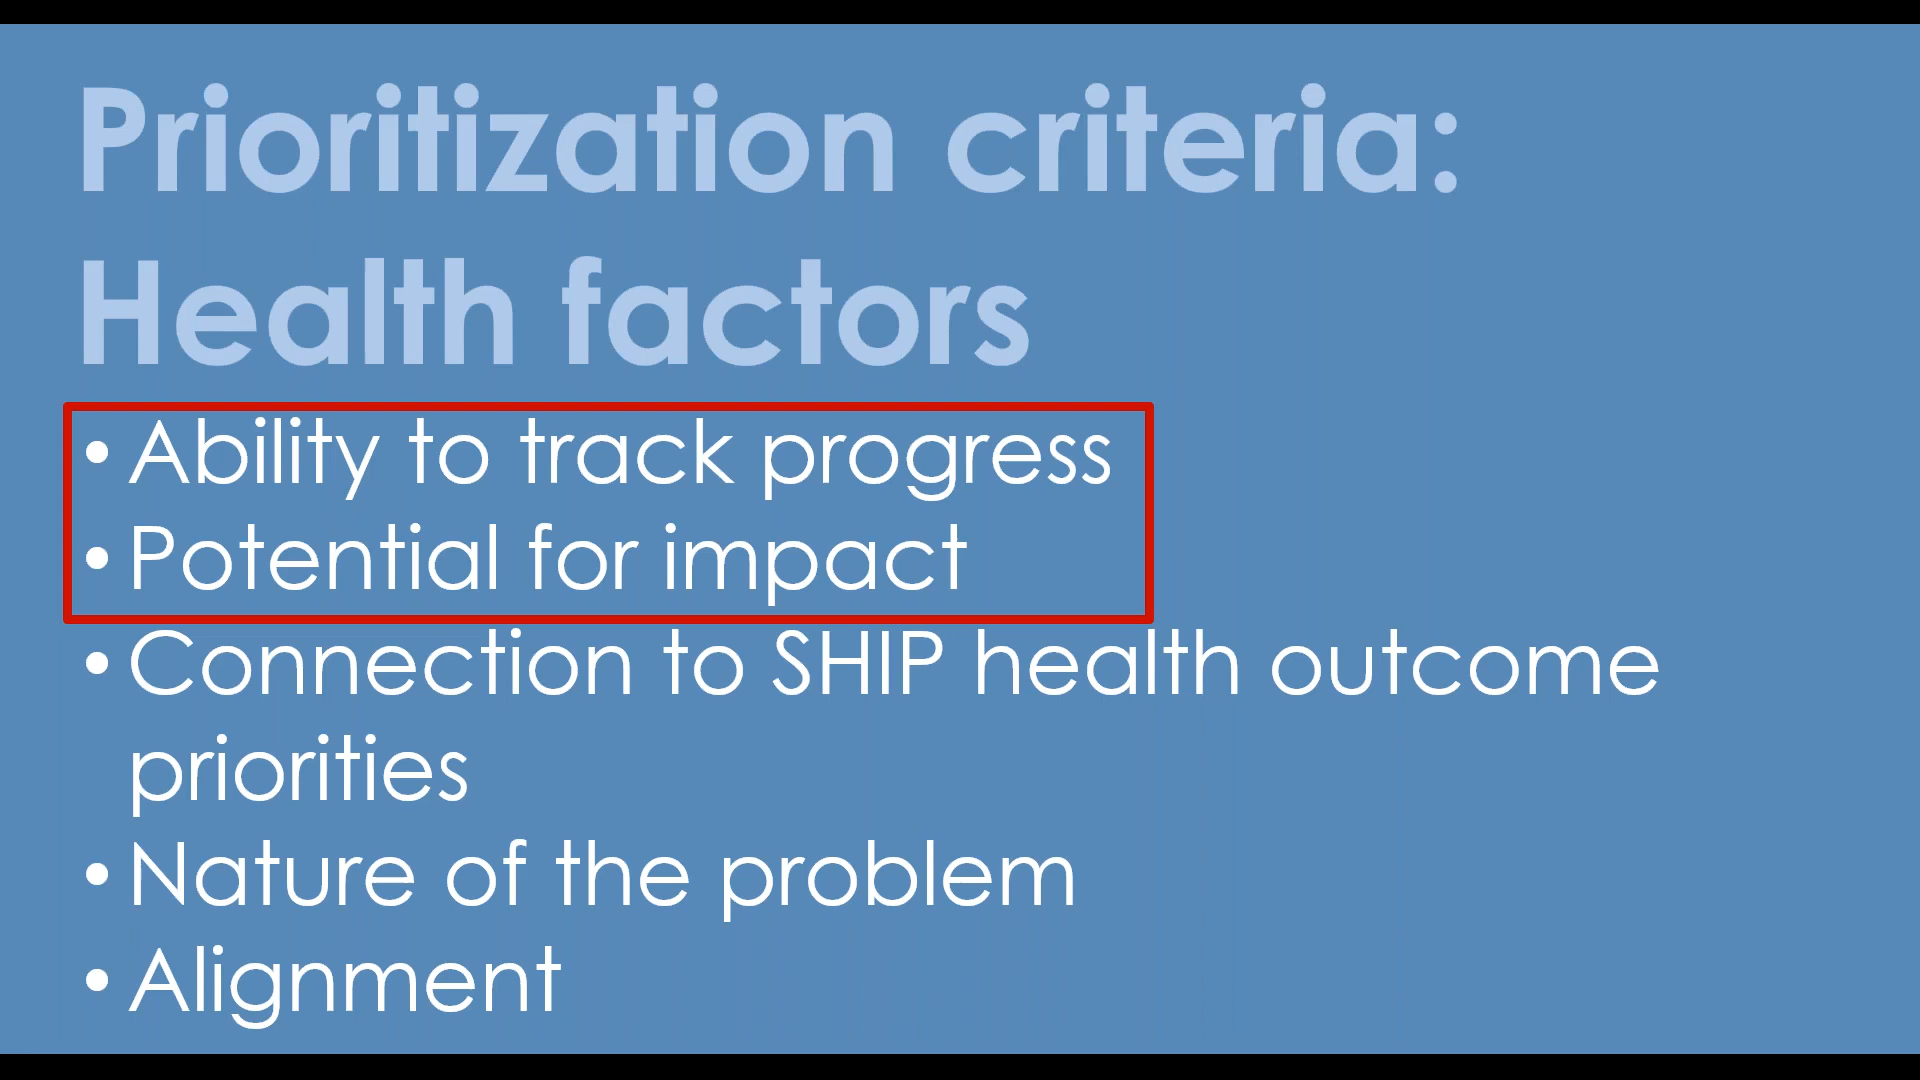 Prioritization criteria:
Health factors
• Ability to track progress
• Potential for impact
• Connection to SHIP health outcome
priorities
• Nature of the problem
• Alignment